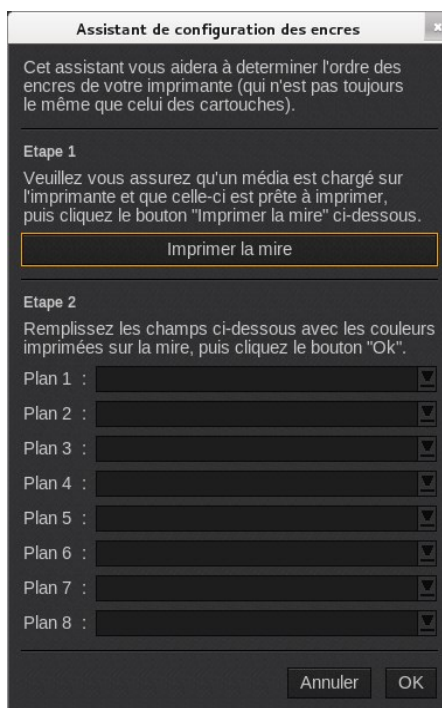 Assistant de configuration des encres
x
Cet assistant vous aidera à determiner l'ordre des
encres de votre imprimante (qui n'est pas toujours
le même que celui des cartouches).
Etape 1
Veuillez vous assurez qu'un média est chargé sur
l'imprimante et que celle-ci est prête à imprimer,
puis cliquez le bouton "Imprimer la mire" ci-dessous.
Imprimer la mire
Etape 2
Remplissez les champs ci-dessous avec les couleurs
imprimées sur la mire, puis cliquez le bouton "Ok".
Plan 1 :
Plan 2 :
Plan 3 :
Plan 4 :
Plan 5 :
Plan 6 :
Plan 7 :
Plan 8 :
Annuler OK